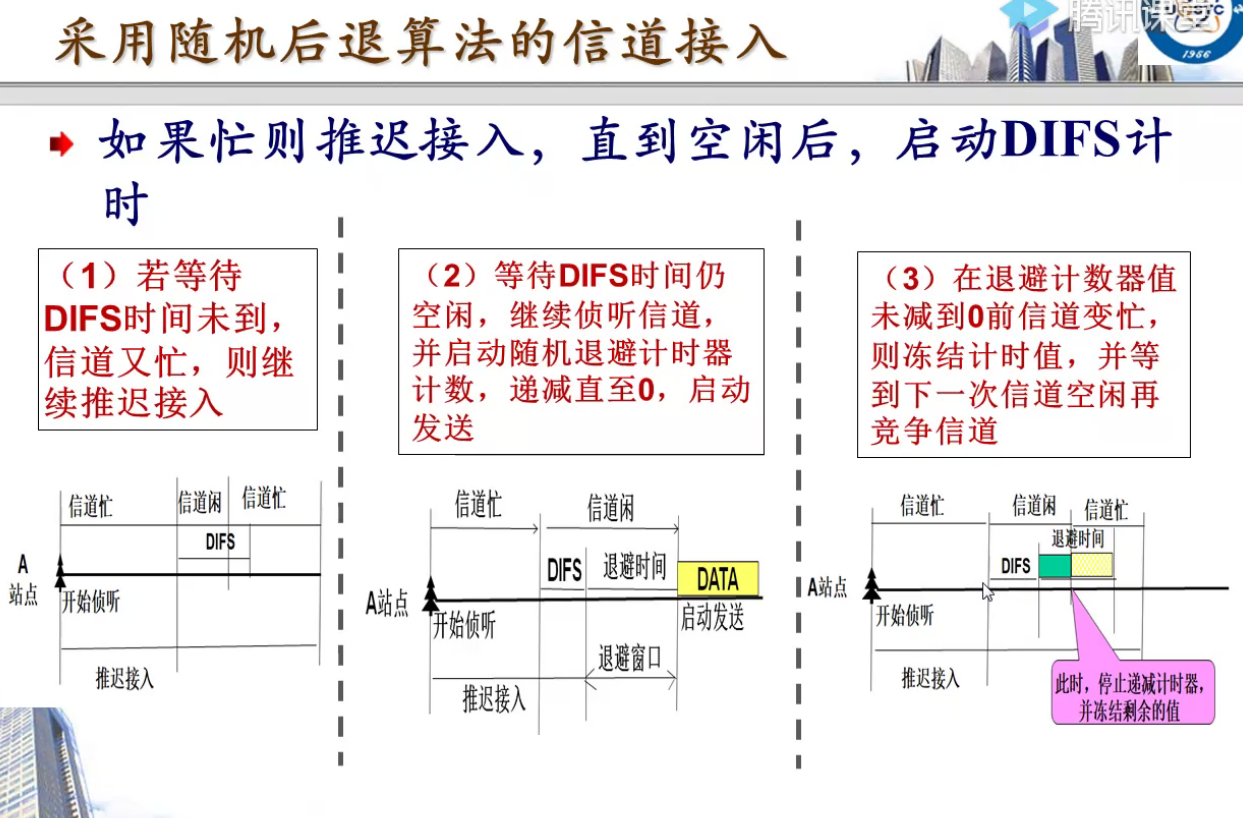 采用随机后退算法的信道接入
腾讯课堂
1956
如果忙则推迟接入，直到空闲后，启动DIFS计
时
（1）若等待
DIFS时间未到，
信道又忙，则继
续推迟接入
（2）等待DIFS时间仍
空闲，继续侦听信道，
并启动随机退避计时器
计数，递减直至0，启动
发送
（3）在退避计数器值
未减到0前信道变忙，
则冻结计时值，并等
到下一次信道空闲再
竞争信道
信道忙
信道闲
信道忙
DIFS
A
站点
开始侦听
推迟接入
信道忙
信道闲
DIFS
退避时间
DATA
A站点
开始侦听
启动发送
退避窗口
推迟接入
信道忙
信道闲
信道忙
退避时间
DIFS
A站点
开始侦听
推迟接入
此时，停止递减计时器，
并冻结剩余的值